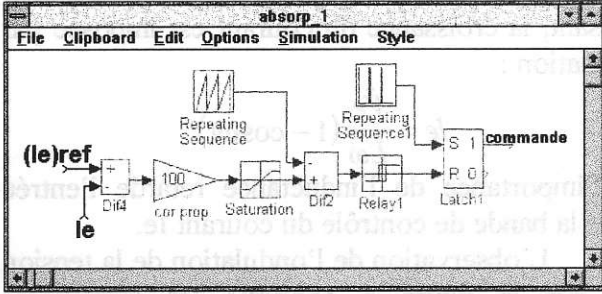 absorp_1
File Clipboard Edit Options Simulation Style
Repeating
Sequence
Repeating
Sequence1
commande
(Ie)ref
+
Dif4
Ie
100
cor prop
Saturation
+
Dif2
Relay1
S 1
R 0
Latch1